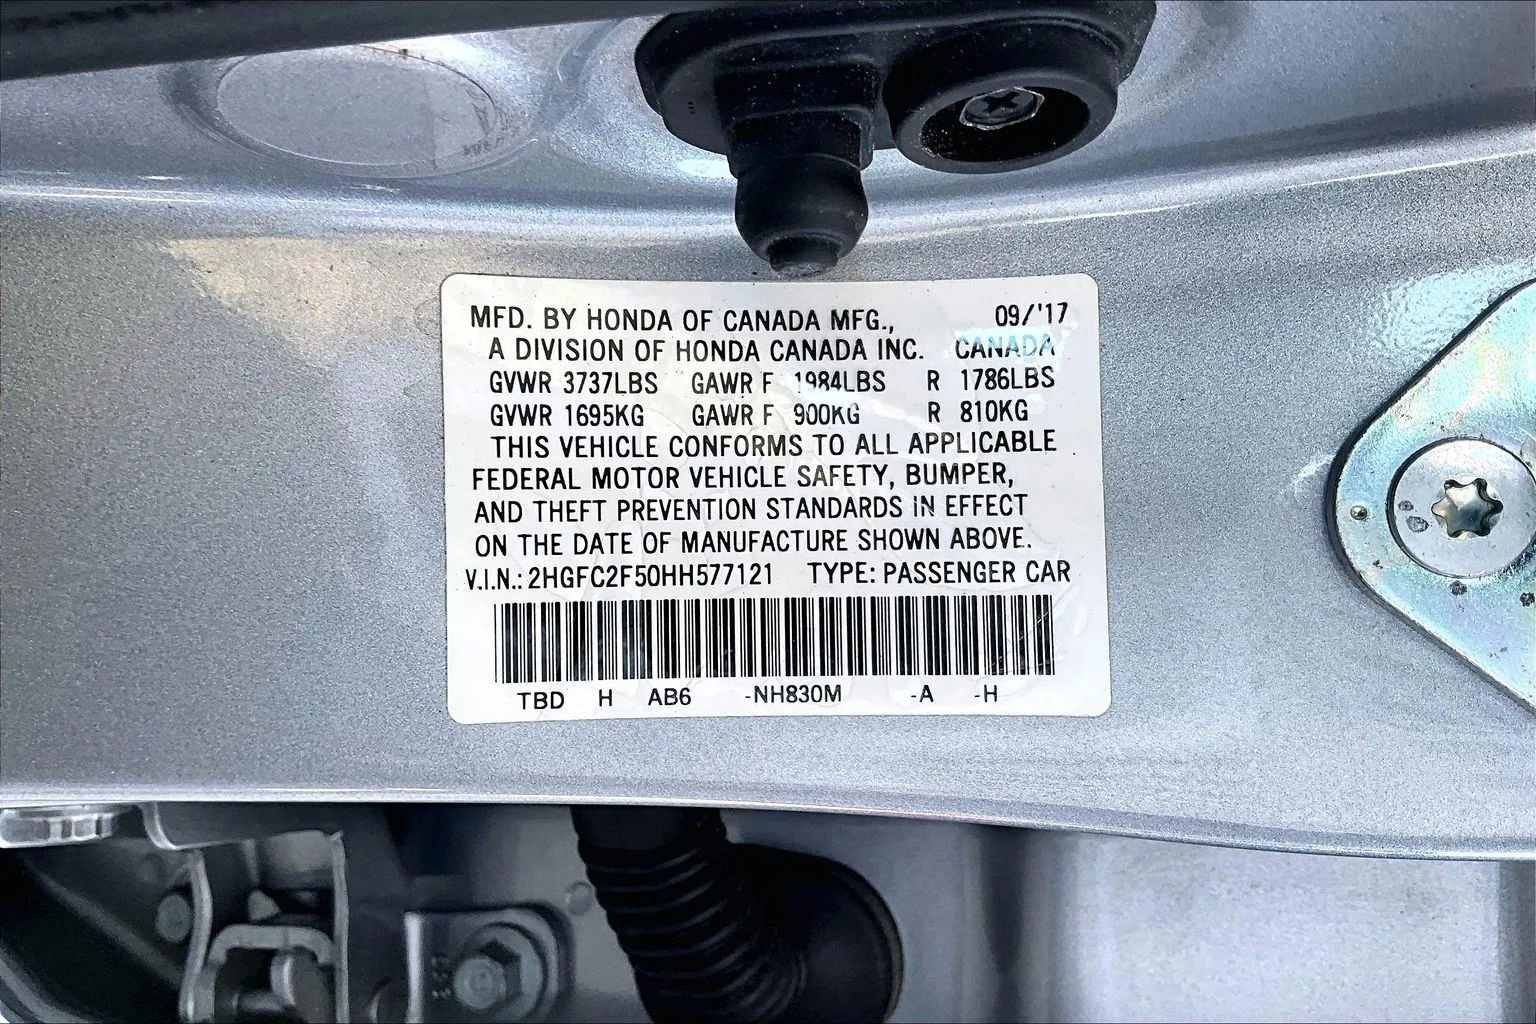 MFD. BY HONDA OF CANADA MFG., 09/'17
A DIVISION OF HONDA CANADA INC. CANADA
GVWR 3737LBS GAWR F 1984LBS R 1786LBS
GVWR 1695KG GAWR F 900KG R 810KG
THIS VEHICLE CONFORMS TO ALL APPLICABLE
FEDERAL MOTOR VEHICLE SAFETY, BUMPER,
AND THEFT PREVENTION STANDARDS IN EFFECT
ON THE DATE OF MANUFACTURE SHOWN ABOVE.
V.I.N.: 2HGFC2F50HH577121 TYPE: PASSENGER CAR
TBD H AB6 -NH830M -A -H